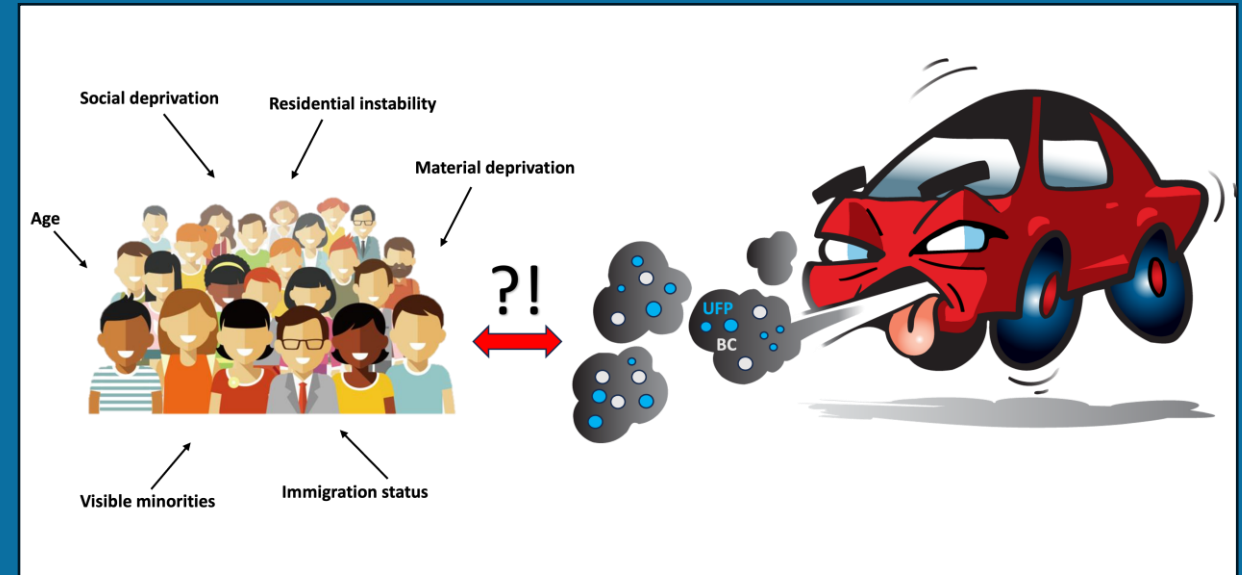 Social deprivation
Residential instability
Material deprivation
Age
?!
UFP
BC
Visible minorities
Immigration status